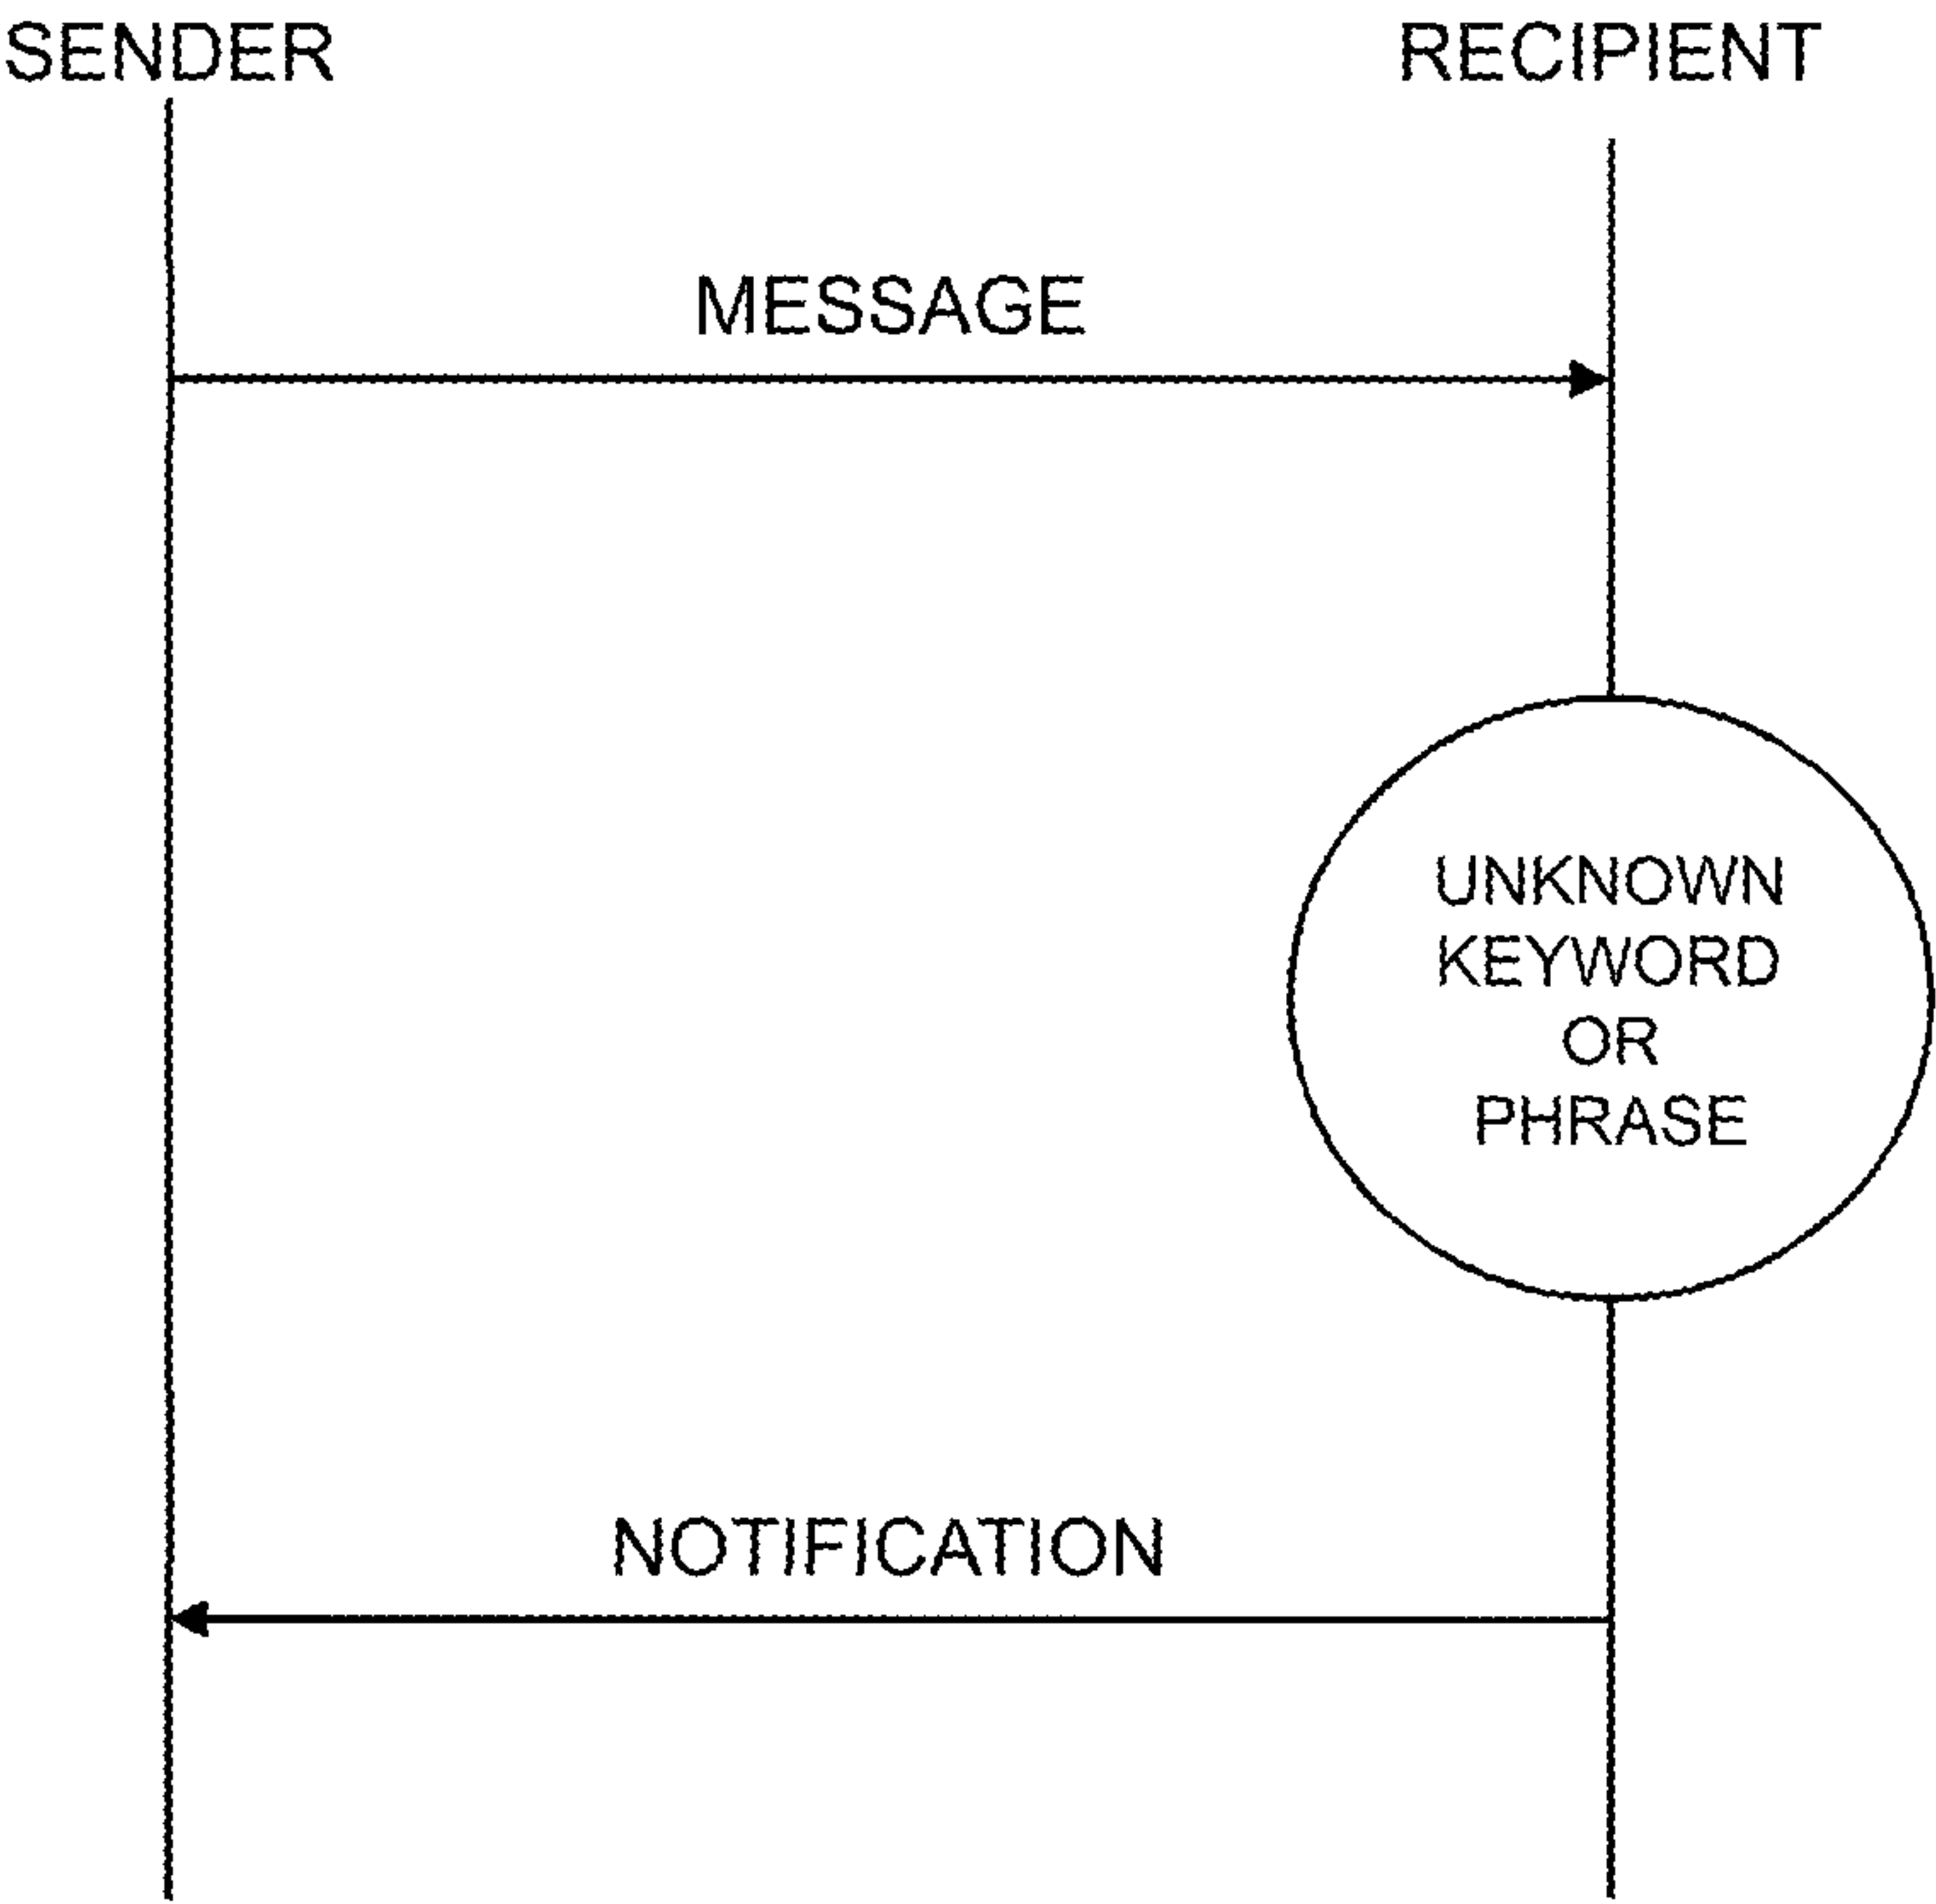 SENDER
RECIPIENT
MESSAGE
UNKNOWN
KEYWORD
OR
PHRASE
NOTIFICATION